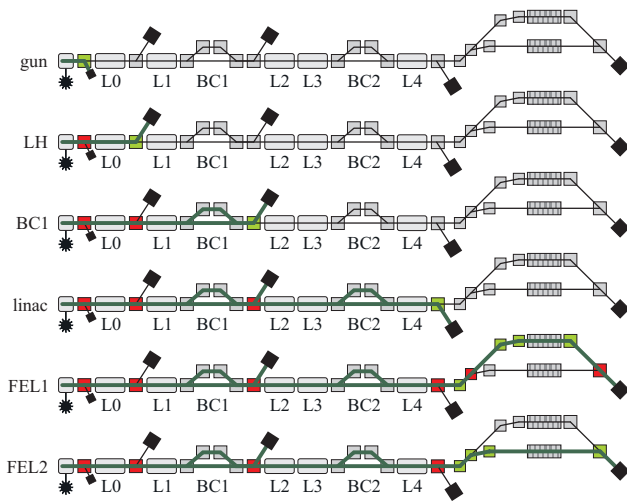 gun L0 L1 BC1 L2 L3 BC2 L4
LH L0 L1 BC1 L2 L3 BC2 L4
BC1 L0 L1 BC1 L2 L3 BC2 L4
linac L0 L1 BC1 L2 L3 BC2 L4
FEL1 L0 L1 BC1 L2 L3 BC2 L4
FEL2 L0 L1 BC1 L2 L3 BC2 L4